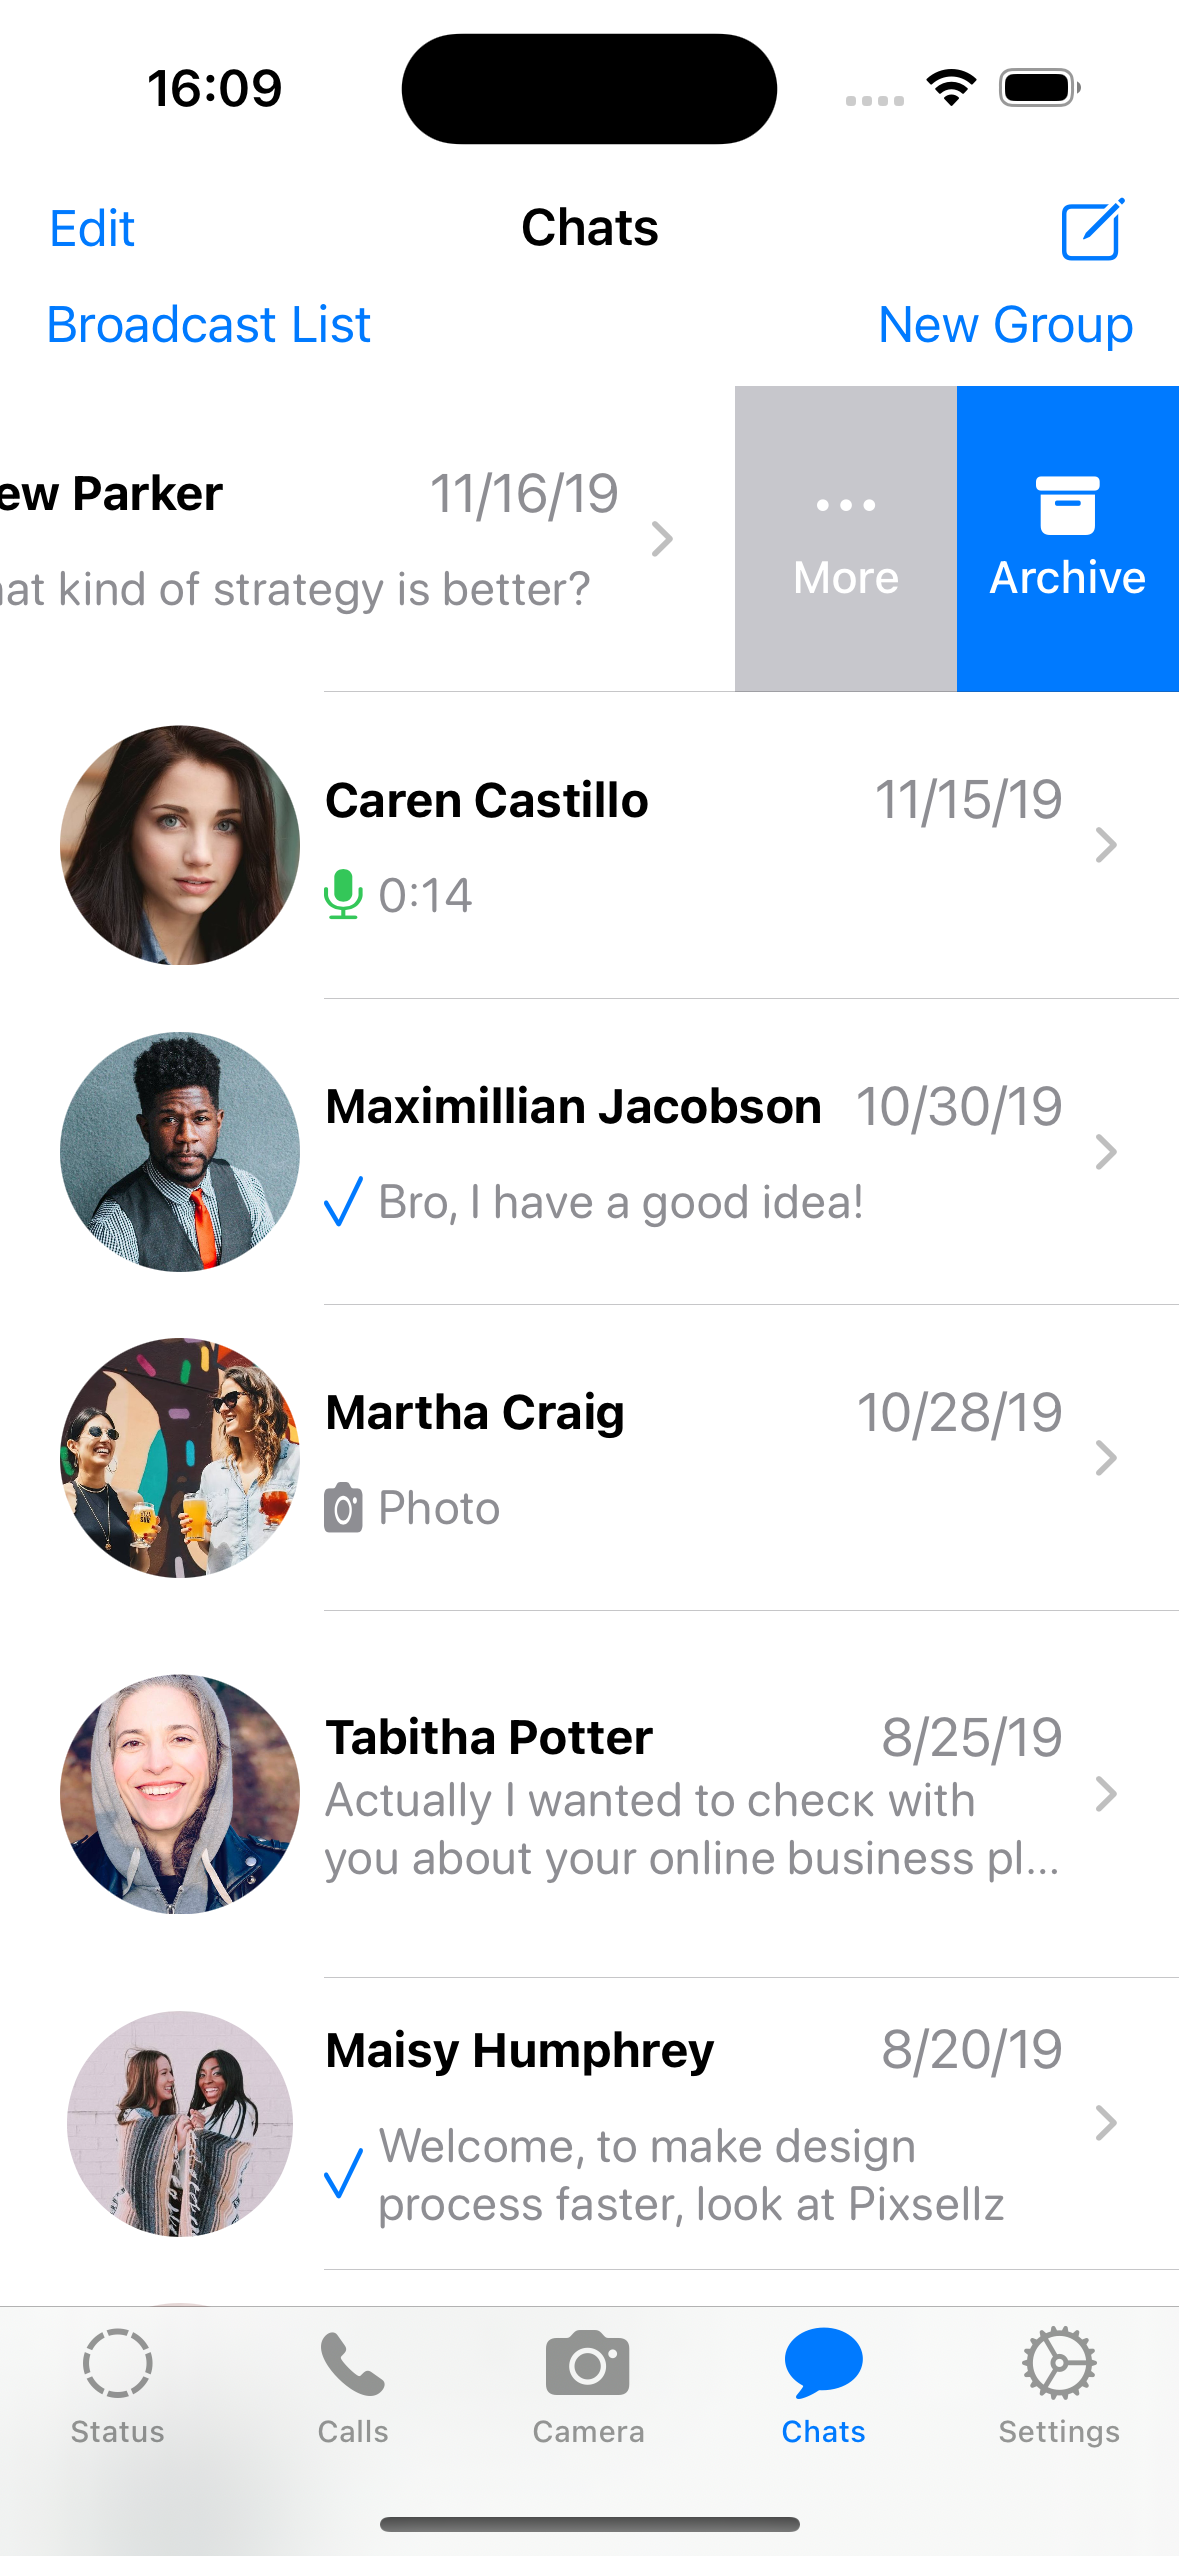 16:09
Edit
Chats
Broadcast List
New Group
ew Parker
11/16/19
at kind of strategy is better?
More
Archive
Caren Castillo
11/15/19
0:14
Maximillian Jacobson
10/30/19
Bro, I have a good idea!
Martha Craig
10/28/19
Photo
Tabitha Potter
8/25/19
Actually I wanted to checк with
you about your online business pl...
Maisy Humphrey
8/20/19
Welcome, to make design
process faster, look at Pixsellz
Status
Calls
Camera
Chats
Settings